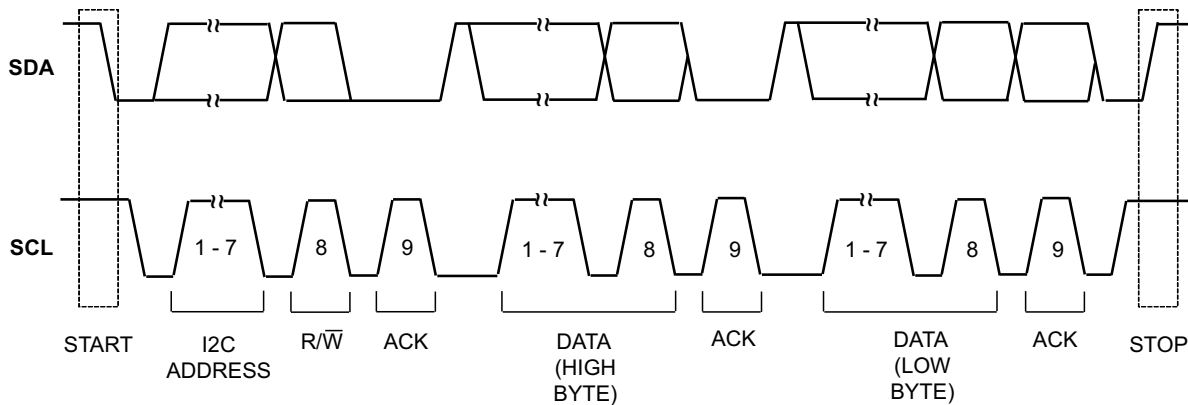 SDA
SCL
1 - 7
8
9
1 - 7
8
9
1 - 7
8
9
START
I2C
ADDRESS
R/W̅
ACK
DATA
(HIGH
BYTE)
ACK
DATA
(LOW
BYTE)
ACK
STOP